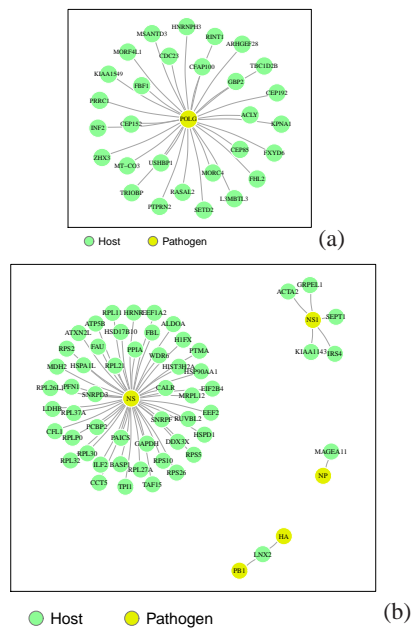 HNRNPH3
MSANTD3
RINT1
MORF4L1
CDC23
ARHGEF28
CFAP100
TBC1D2B
KIAA1549
FBF1
GBP2
CEP192
PRRC1
ACLY
POLG
INF2
CEP152
KPNA1
CEP85
FXYD6
ZHX3
MT-CO3
USHBP1
MORC4
FHL2
TRIOBP
RASAL2
L3MBTL3
PTPRN2
SETD2
Host
Pathogen
(a)
GRPEL1
ACTA2
NS1
SEPT1
KIAA1143
IRS4
RPL11
HRNR
EEF1A2
ATP5B
ALDOA
ATXN2L
HSD17B10
FBL
H1FX
RPS2
FAU
PPIA
WDR6
PTMA
MDH2
HSPA1L
RPL21
HIST3H2A
HSP90AA1
RPL26L1
PFN1
SNRPD3
CALR
EIF2B4
NS
MRPL12
LDHB
RPL37A
EEF2
CFL1
PCBP2
SNRPF
RUVBL2
RPLP0
PAICS
HSPD1
RPL30
GAPDH
DDX3X
RPL32
ILF2
BASP1
RPS10
RPS5
CCT5
RPL27A
RPS26
TPI1
TAF15
MAGEA11
NP
HA
LNX2
PB1
Host
Pathogen
(b)